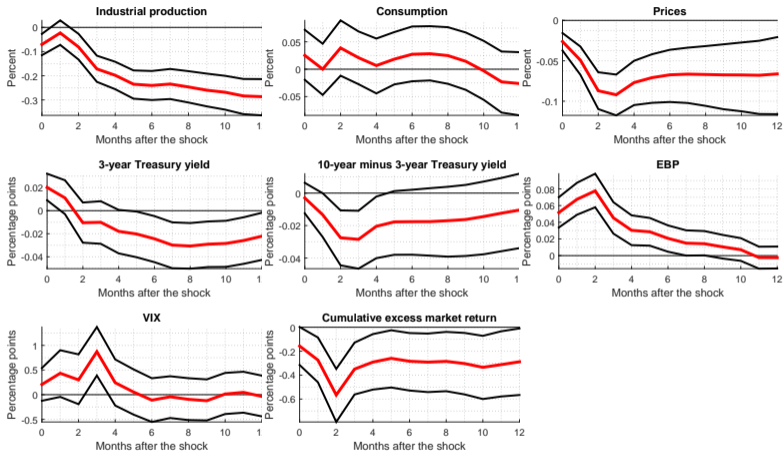 Industrial production
Percent
0
-0.1
-0.2
-0.3
0 2 4 6 8 10 1
Months after the shock
Consumption
0.05
0
-0.05
0 2 4 6 8 10 12
Months after the shock
Prices
Percent
0
-0.05
-0.1
0 2 4 6 8 10 12
Months after the shock
3-year Treasury yield
Percentage points
0.02
0
-0.02
-0.04
0 2 4 6 8 10 1
Months after the shock
10-year minus 3-year Treasury yield
Percentage points
0
-0.02
-0.04
0 2 4 6 8 10 12
Months after the shock
EBP
Percentage points
0.08
0.06
0.04
0.02
0
0 2 4 6 8 10 12
Months after the shock
VIX
Percentage points
1
0.5
0
-0.5
0 2 4 6 8 10 1
Months after the shock
Cumulative excess market return
Percentage points
0
-0.2
-0.4
-0.6
0 2 4 6 8 10 12
Months after the shock